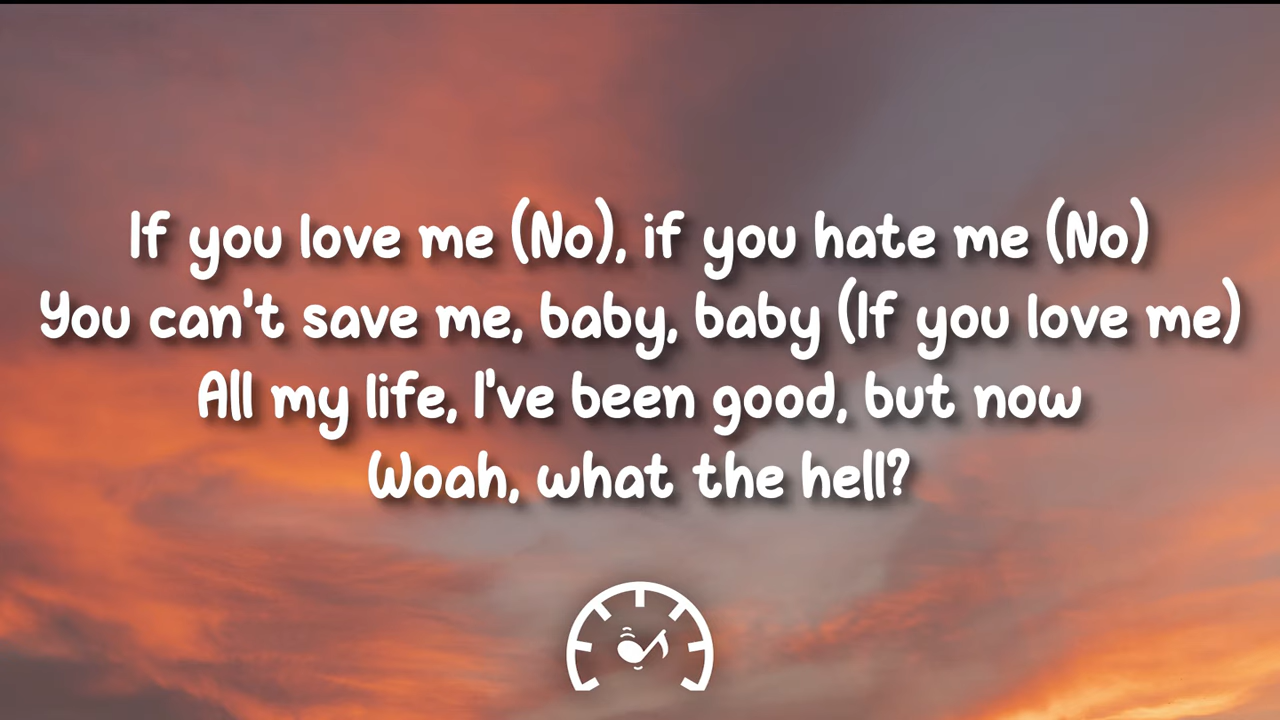 If you love me (No), if you hate me (No)
You can't save me, baby, baby (If you love me)
All my life, I've been good, but now
Woah, what the hell?